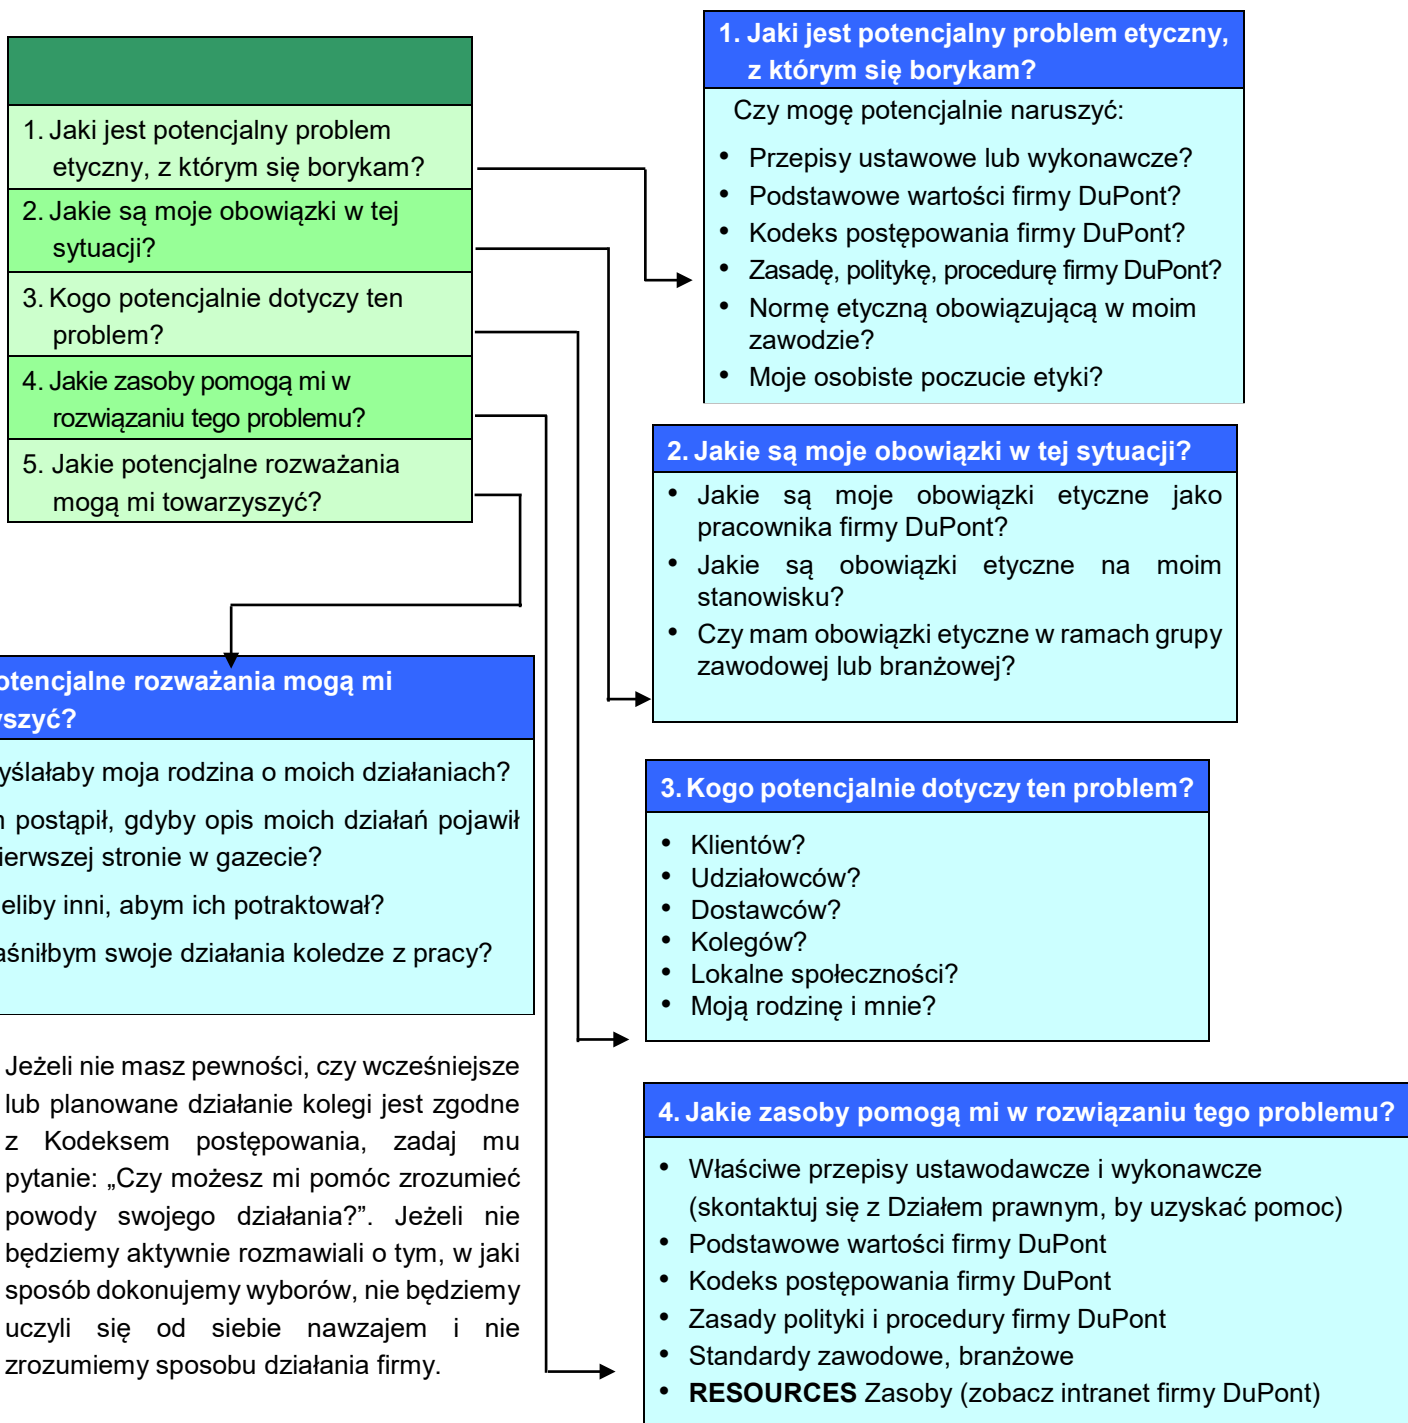 1. Jaki jest potencjalny problem
etyczny, z którym się borykam?
2. Jakie są moje obowiązki w tej
sytuacji?
3. Kogo potencjalnie dotyczy ten
problem?
4. Jakie zasoby pomogą mi w
rozwiązaniu tego problemu?
5. Jakie potencjalne rozważania
mogą mi towarzyszyć?
1. Jaki jest potencjalny problem etyczny,
z którym się borykam?
Czy mogę potencjalnie naruszyć:
• Przepisy ustawowe lub wykonawcze?
• Podstawowe wartości firmy DuPont?
• Kodeks postępowania firmy DuPont?
• Zasadę, politykę, procedurę firmy DuPont?
• Normę etyczną obowiązującą w moim
zawodzie?
• Moje osobiste poczucie etyki?
2. Jakie są moje obowiązki w tej sytuacji?
• Jakie są moje obowiązki etyczne jako
pracownika firmy DuPont?
• Jakie są obowiązki etyczne na moim
stanowisku?
• Czy mam obowiązki etyczne w ramach grupy
zawodowej lub branżowej?
3. Kogo potencjalnie dotyczy ten problem?
• Klientów?
• Udziałowców?
• Dostawców?
• Kolegów?
• Lokalne społeczności?
• Moją rodzinę i mnie?
4. Jakie zasoby pomogą mi w rozwiązaniu tego problemu?
• Właściwe przepisy ustawodawcze i wykonawcze
(skontaktuj się z Działem prawnym, by uzyskać pomoc)
• Podstawowe wartości firmy DuPont
• Kodeks postępowania firmy DuPont
• Zasady polityki i procedury firmy DuPont
• Standardy zawodowe, branżowe
• RESOURCES Zasoby (zobacz intranet firmy DuPont)
otencjalne rozważania mogą mi
yszyć?
yślałaby moja rodzina o moich działaniach?
postąpił, gdyby opis moich działań pojawił
ierwszej stronie w gazecie?
eliby inni, abym ich potraktował?
aśniłbym swoje działania koledze z pracy?
Jeżeli nie masz pewności, czy wcześniejsze
lub planowane działanie kolegi jest zgodne
z Kodeksem postępowania, zadaj mu
pytanie: „Czy możesz mi pomóc zrozumieć
powody swojego działania?”. Jeżeli nie
będziemy aktywnie rozmawiali o tym, w jaki
sposób dokonujemy wyborów, nie będziemy
uczyli się od siebie nawzajem i nie
zrozumiemy sposobu działania firmy.